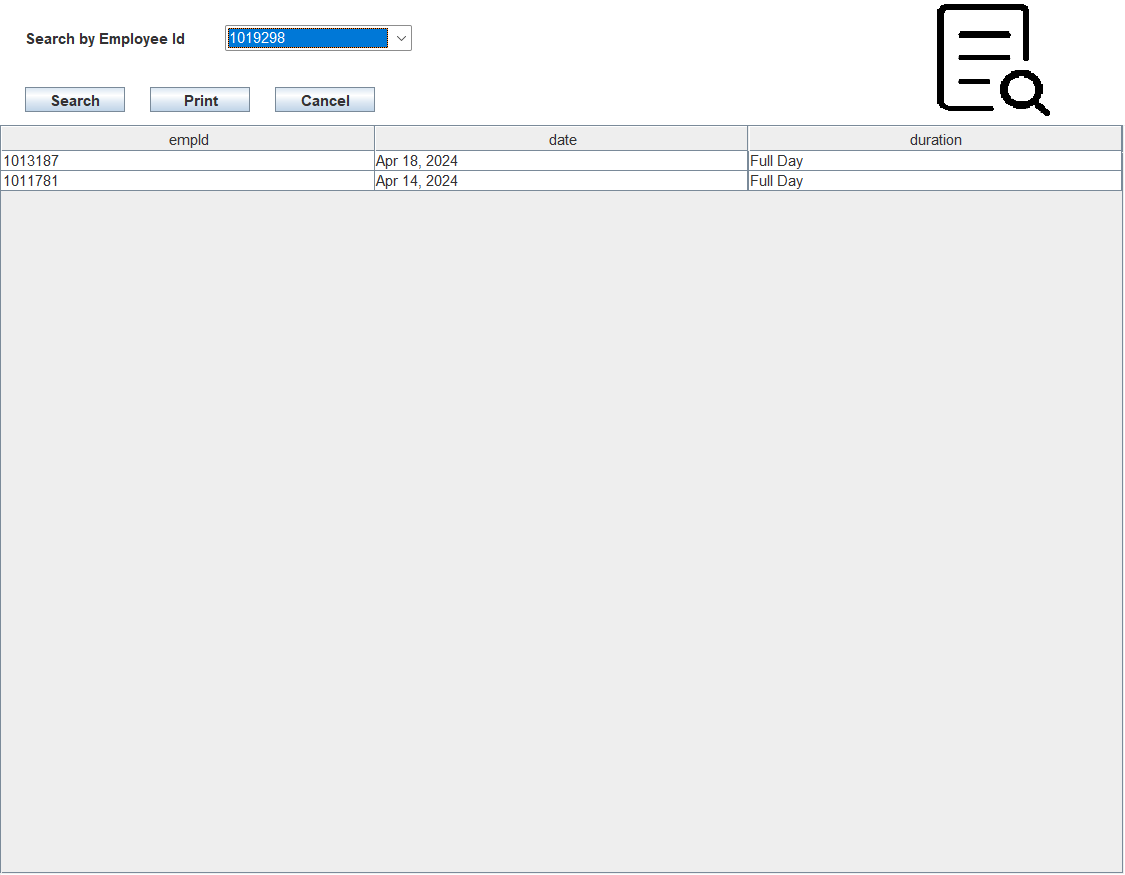 Search by Employee Id 1019298
Search Print Cancel
empId date duration
1013187 Apr 18, 2024 Full Day
1011781 Apr 14, 2024 Full Day